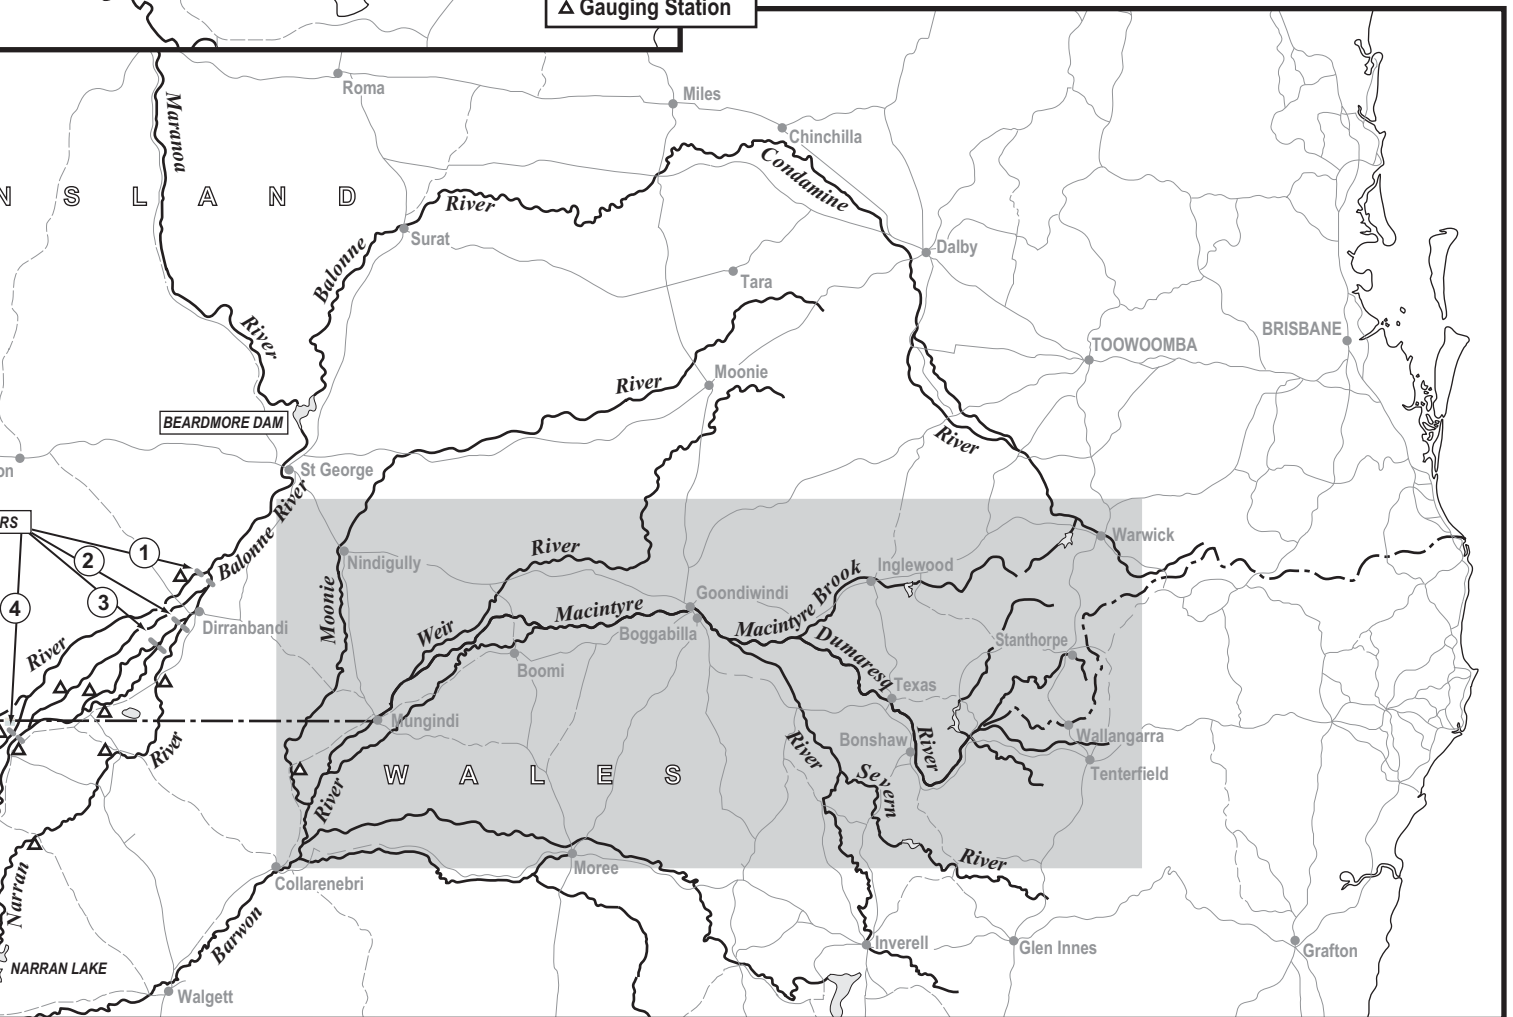 Gauging Station
Roma
Miles
Chinchilla
Maranoa
Condamine
N S L A N D
River
Surat
Balonne
Dalby
Tara
River
BRISBANE
TOOWOOMBA
Moonie
River
BEARDMORE DAM
River
on
St George
Balonne River
RS
1
2
3
4
Warwick
River
Nindigully
Inglewood
Goondiwindi
Macintyre Brook
Macintyre
Moonie
Weir
Boggabilla
Dirranbandi
Stanthorpe
River
Dumaresq
Boomi
Texas
Mungindi
Wallangarra
Bonshaw
River
River
River
Tenterfield
W A L E S
Severn
River
River
Moree
Collarenebri
Narran
Barwon
Inverell
Glen Innes
Grafton
NARRAN LAKE
Walgett